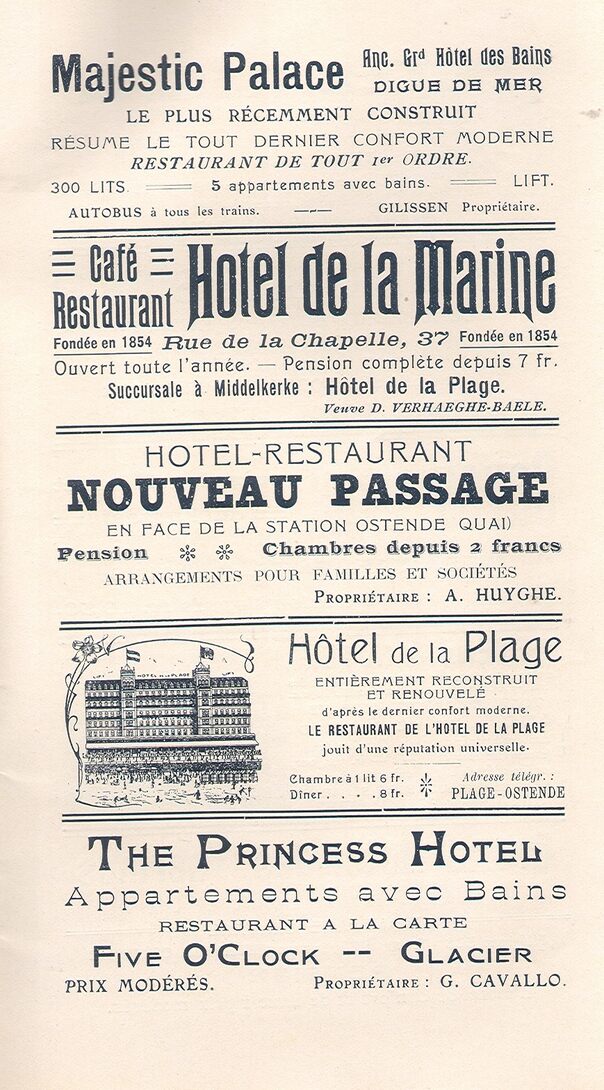 Majestic Palace Anc. Grd Hôtel des Bains
DIGUE DE MER
LE PLUS RÉCEMMENT CONSTRUIT
RÉSUME LE TOUT DERNIER CONFORT MODERNE
RESTAURANT DE TOUT 1er ORDRE.
300 LITS. 5 appartements avec bains. LIFT.
AUTOBUS à tous les trains. GILISSEN Propriétaire.
Café Restaurant
Hotel de la Marine
Fondée en 1854 Rue de la Chapelle, 37 Fondée en 1854
Ouvert toute l'année. — Pension complète depuis 7 fr.
Succursale à Middelkerke : Hôtel de la Plage.
Veuve D. VERHAEGHE-BAELE.
HOTEL-RESTAURANT
NOUVEAU PASSAGE
EN FACE DE LA STATION OSTENDE QUAI)
Pension Chambres depuis 2 francs
ARRANGEMENTS POUR FAMILLES ET SOCIÉTÉS
PROPRIÉTAIRE : A. HUYGHE.
HOTEL DE LA PLAGE
Hôtel de la Plage
ENTIÈREMENT RECONSTRUIT
ET RENOUVELÉ
d'après le dernier confort moderne.
LE RESTAURANT DE L'HOTEL DE LA PLAGE
jouit d'une réputation universelle.
Chambre à 1 lit 6 fr.
Dîner . . . . 8 fr.
Adresse télégr. :
PLAGE-OSTENDE
THE PRINCESS HOTEL
Appartements avec Bains
RESTAURANT A LA CARTE
FIVE O'CLOCK -- GLACIER
PRIX MODÉRÉS. PROPRIÉTAIRE : G. CAVALLO.